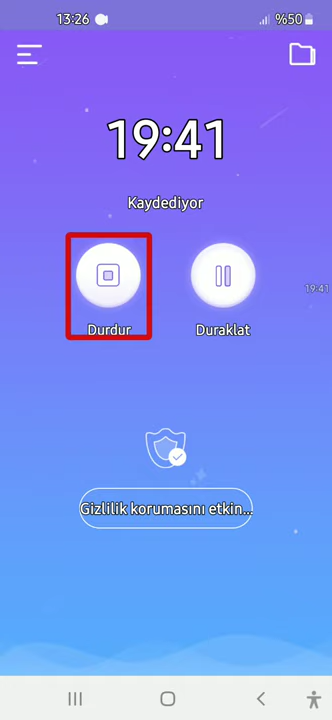 13:26
%50
19:41
Kaydediyor
19:41
Durdur
Duraklat
Gizlilik korumasını etkin...